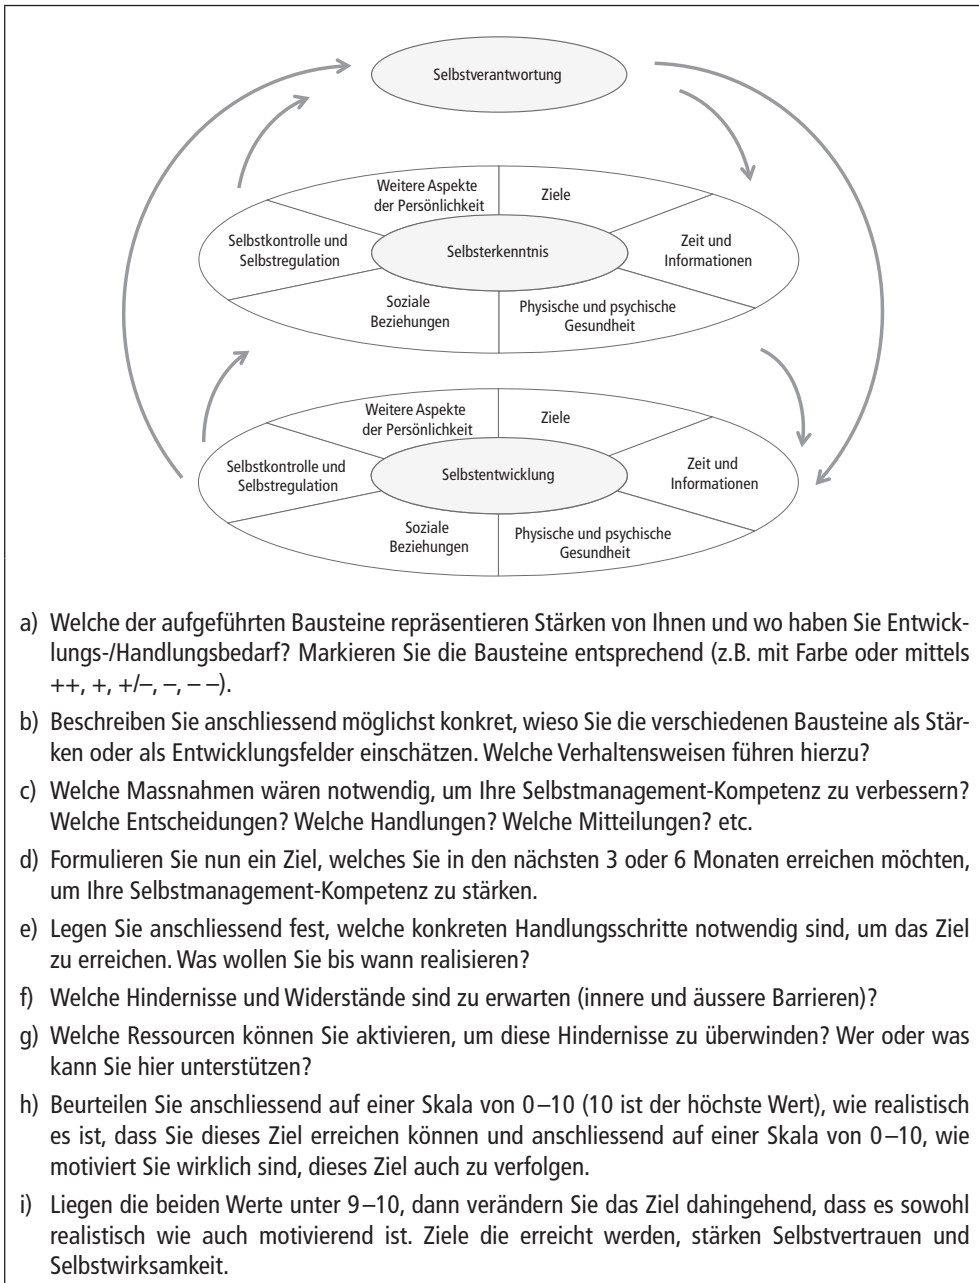 Selbstverantwortung
Weitere Aspekte
der Persönlichkeit
Ziele
Selbstkontrolle und
Selbstregulation
Selbsterkenntnis
Zeit und
Informationen
Soziale
Beziehungen
Physische und psychische
Gesundheit
Weitere Aspekte
der Persönlichkeit
Ziele
Selbstkontrolle und
Selbstregulation
Selbstentwicklung
Zeit und
Informationen
Soziale
Beziehungen
Physische und psychische
Gesundheit
a) Welche der aufgeführten Bausteine repräsentieren Stärken von Ihnen und wo haben Sie Entwick-
lungs-/Handlungsbedarf? Markieren Sie die Bausteine entsprechend (z.B. mit Farbe oder mittels
++, +, +/–, –, – –).
b) Beschreiben Sie anschliessend möglichst konkret, wieso Sie die verschiedenen Bausteine als Stär-
ken oder als Entwicklungsfelder einschätzen. Welche Verhaltensweisen führen hierzu?
c) Welche Massnahmen wären notwendig, um Ihre Selbstmanagement-Kompetenz zu verbessern?
Welche Entscheidungen? Welche Handlungen? Welche Mitteilungen? etc.
d) Formulieren Sie nun ein Ziel, welches Sie in den nächsten 3 oder 6 Monaten erreichen möchten,
um Ihre Selbstmanagement-Kompetenz zu stärken.
e) Legen Sie anschliessend fest, welche konkreten Handlungsschritte notwendig sind, um das Ziel
zu erreichen. Was wollen Sie bis wann realisieren?
f) Welche Hindernisse und Widerstände sind zu erwarten (innere und äussere Barrieren)?
g) Welche Ressourcen können Sie aktivieren, um diese Hindernisse zu überwinden? Wer oder was
kann Sie hier unterstützen?
h) Beurteilen Sie anschliessend auf einer Skala von 0–10 (10 ist der höchste Wert), wie realistisch
es ist, dass Sie dieses Ziel erreichen können und anschliessend auf einer Skala von 0–10, wie
motiviert Sie wirklich sind, dieses Ziel auch zu verfolgen.
i) Liegen die beiden Werte unter 9–10, dann verändern Sie das Ziel dahingehend, dass es sowohl
realistisch wie auch motivierend ist. Ziele die erreicht werden, stärken Selbstvertrauen und
Selbstwirksamkeit.